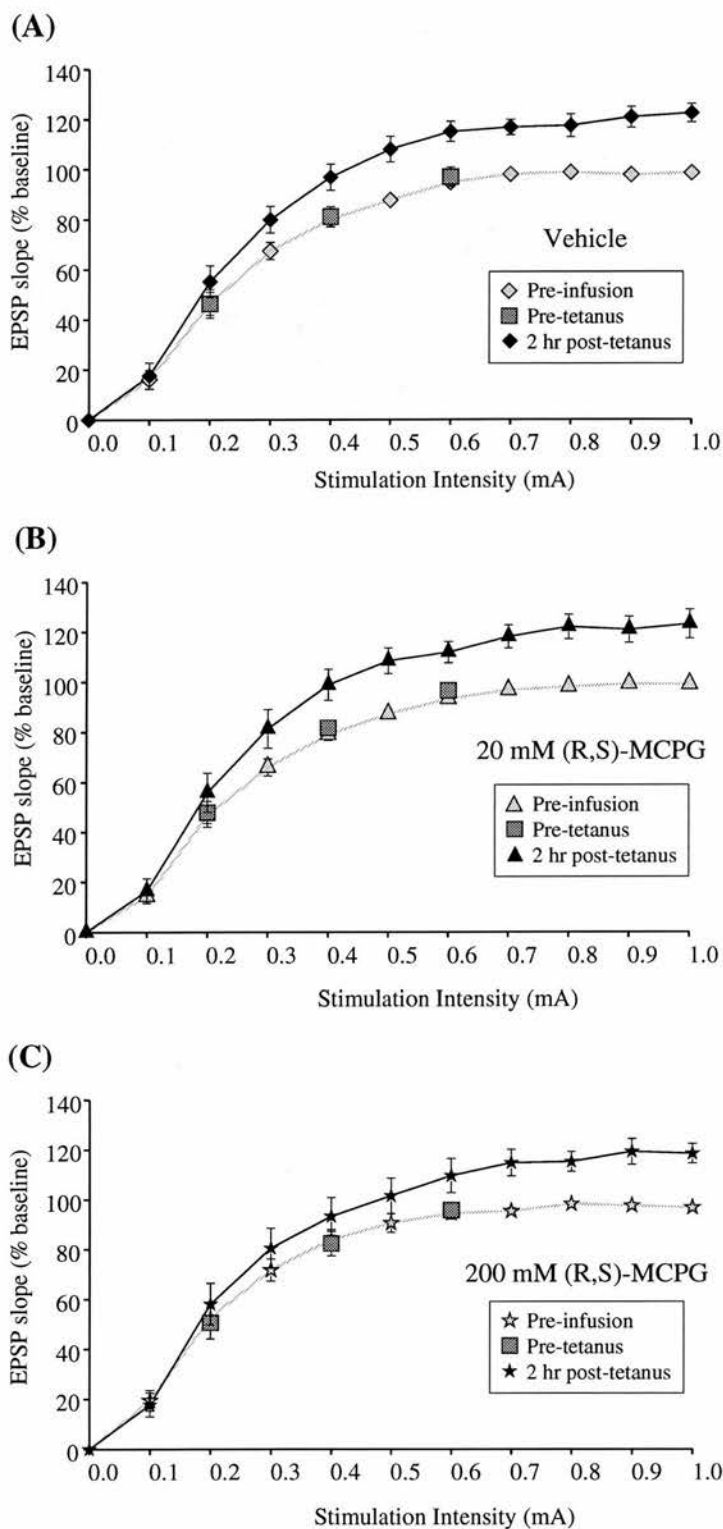 (A)
140
120
100
80
60
40
20
0
EPSP slope (% baseline)
Vehicle
Pre-infusion
Pre-tetanus
2 hr post-tetanus
0.0 0.1 0.2 0.3 0.4 0.5 0.6 0.7 0.8 0.9 1.0
Stimulation Intensity (mA)
(B)
140
120
100
80
60
40
20
0
EPSP slope (% baseline)
20 mM (R,S)-MCPG
Pre-infusion
Pre-tetanus
2 hr post-tetanus
0.0 0.1 0.2 0.3 0.4 0.5 0.6 0.7 0.8 0.9 1.0
Stimulation Intensity (mA)
(C)
140
120
100
80
60
40
20
0
EPSP slope (% baseline)
200 mM (R,S)-MCPG
Pre-infusion
Pre-tetanus
2 hr post-tetanus
0.0 0.1 0.2 0.3 0.4 0.5 0.6 0.7 0.8 0.9 1.0
Stimulation Intensity (mA)